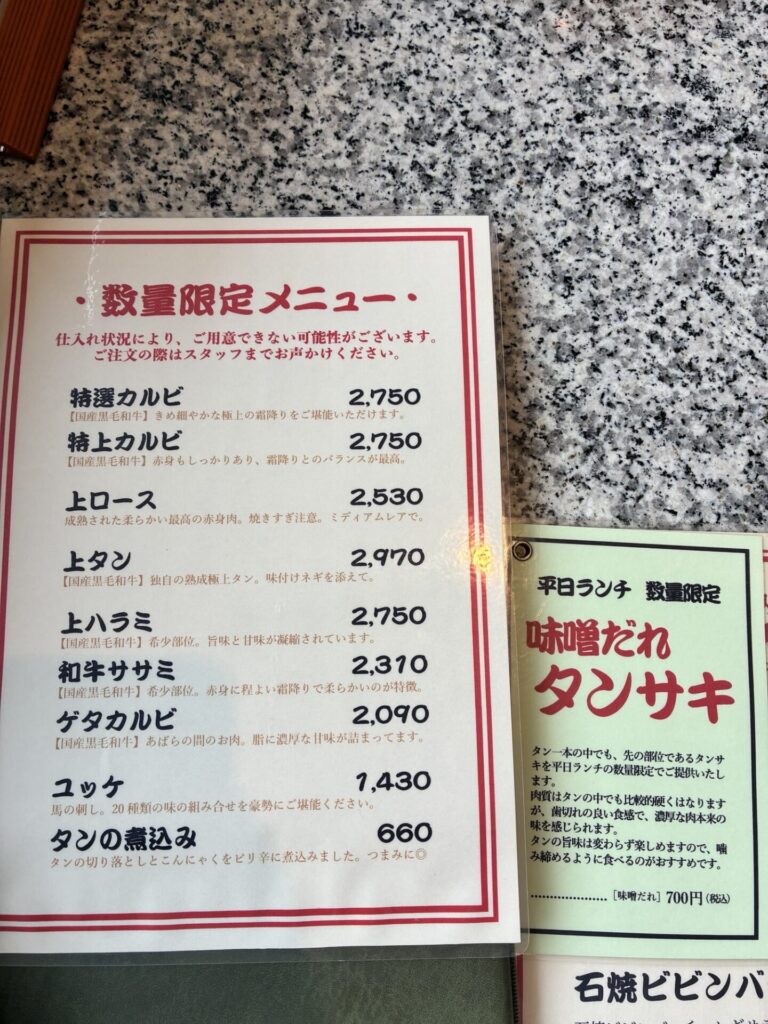 ・数量限定メニュー・
仕入れ状況により、ご用意できない可能性がございます。
ご注文の際はスタッフまでお声かけください。
特選カルビ 2,750
【国産黒毛和牛】きめ細やかな極上の霜降りをご堪能いただけます。
特上カルビ 2,750
【国産黒毛和牛】赤身もしっかりあり、霜降りとのバランスが最高。
上ロース 2,530
成熟された柔らかい最高の赤身肉。焼きすぎ注意。ミディアムレアで。
上タン 2,970
【国産黒毛和牛】独自の熟成極上タン。味付けネギを添えて。
上ハラミ 2,750
【国産黒毛和牛】希少部位。旨味と甘味が凝縮されています。
和牛ササミ 2,310
【国産黒毛和牛】希少部位。赤身に程よい霜降りで柔らかいのが特徴。
ゲタカルビ 2,090
【国産黒毛和牛】あばらの間のお肉。脂に濃厚な甘味が詰まってます。
ユッケ 1,430
馬の刺し。20種類の味の組み合せを豪勢にご堪能ください。
タンの煮込み 660
タンの切り落としとこんにゃくをピリ辛に煮込みました。つまみに◎
平日ランチ 数量限定
味噌だれ
タンサキ
タン一本の中でも、先の部位であるタンサ
キを平日ランチの数量限定でご提供いたし
ます。
肉質はタンの中でも比較的硬くはなります
が、歯切れの良い食感で、濃厚な肉本来の
味を感じられます。
タンの旨味は変わらず楽しめますので、噛
み締めるように食べるのがおすすめです。
....................［味噌だれ］700円（税込）
石焼ビビンバ